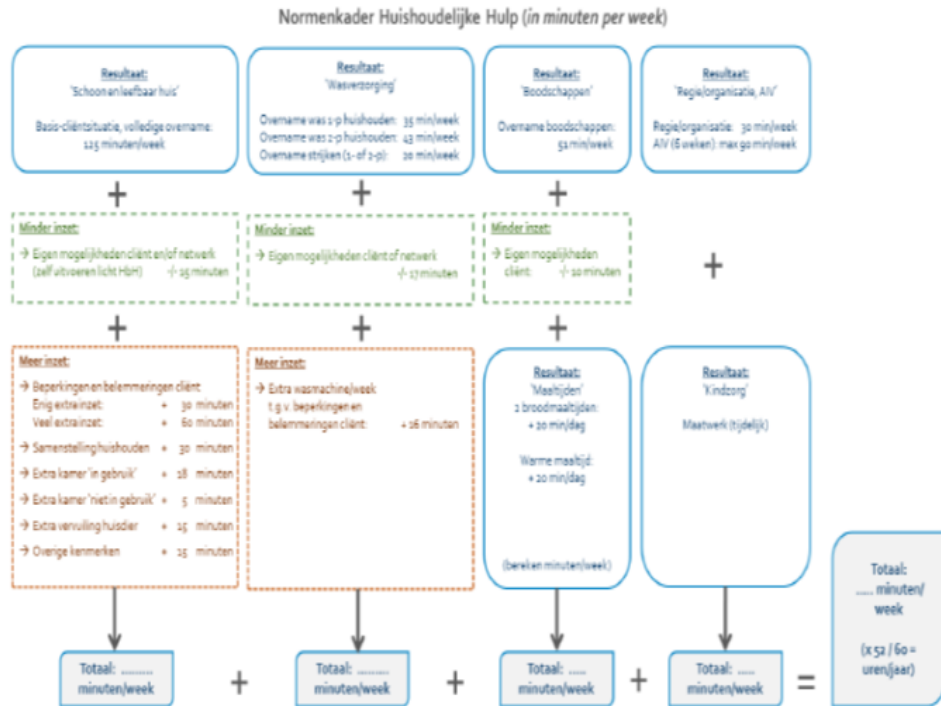 Normenkader Huishoudelijke Hulp (in minuten per week)
Resultaat:
'Schoon en leefbaar huis'
Basis-cliëntsituatie, volledige overname:
125 minuten/week
Resultaat:
'Wasverzorging'
Overname was 1-p huishouden: 35 min/week
Overname was 2-p huishouden: 43 min/week
Overname strijken (1- of 2-p): 20 min/week
Resultaat:
'Boodschappen'
Overname boodschappen:
51 min/week
Resultaat:
'Regie/organisatie, AIV'
Regie/organisatie: 30 min/week
AIV (6 weken): max 90 min/week
+
+
+
Minder inzet:
→ Eigen mogelijkheden cliënt en/of netwerk
(zelf uitvoeren licht HbH) -/- 15 minuten
Minder inzet:
→ Eigen mogelijkheden cliënt of netwerk
-/- 17 minuten
Minder inzet:
→ Eigen mogelijkheden
cliënt: -/- 10 minuten
+
+
+
+
Meer inzet:
→ Beperkingen en belemmeringen cliënt
Enig extra inzet: + 30 minuten
Veel extra inzet: + 60 minuten
→ Samenstelling huishouden + 30 minuten
→ Extra kamer 'in gebruik' + 18 minuten
→ Extra kamer 'niet in gebruik' + 5 minuten
→ Extra vervuiling huisdier + 15 minuten
→ Overige kenmerken + 15 minuten
Meer inzet:
→ Extra wasmachine/week
t.g.v. beperkingen en
belemmeringen cliënt: + 16 minuten
Resultaat:
'Maaltijden'
2 broodmaaltijden:
+ 20 min/dag
Warme maaltijd:
+ 20 min/dag
(bereken minuten/week)
Resultaat:
'Kindzorg'
Maatwerk (tijdelijk)
Totaal: ........
minuten/week
+
Totaal: ........
minuten/week
+
Totaal: .....
minuten/week
+
Totaal: .....
minuten/week
=
Totaal:
..... minuten/
week
(x 52 / 60 =
uren/jaar)